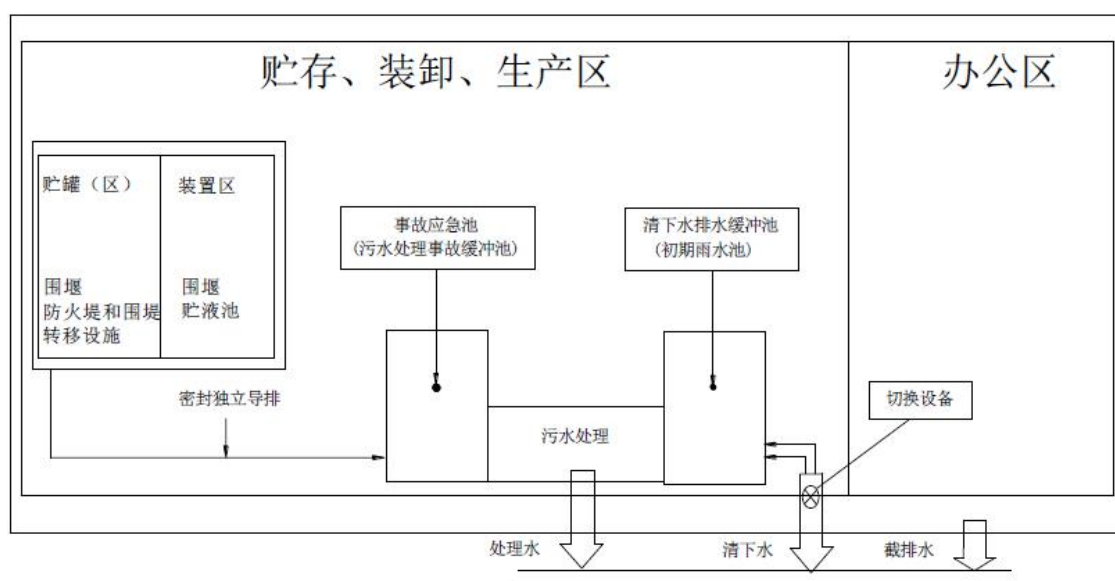 贮存、装卸、生产区
办公区
贮罐（区）
装置区
围堰
防火堤和围堤
转移设施
围堰
贮液池
事故应急池
(污水处理事故缓冲池)
清下水排水缓冲池
(初期雨水池)
密封独立导排
切换设备
污水处理
处理水
清下水
截排水